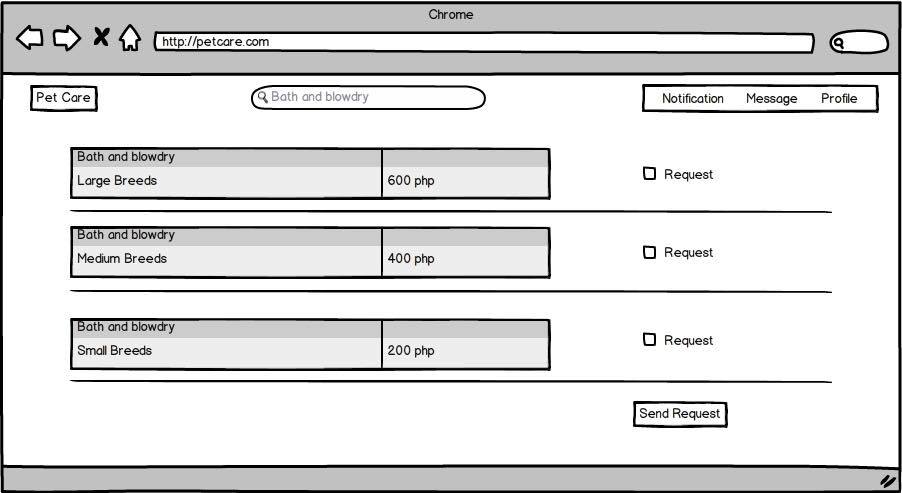 Chrome
http://petcare.com
Pet Care
Bath and blowdry
Notification Message Profile
Bath and blowdry
Large Breeds 600 php
Request
Bath and blowdry
Medium Breeds 400 php
Request
Bath and blowdry
Small Breeds 200 php
Request
Send Request